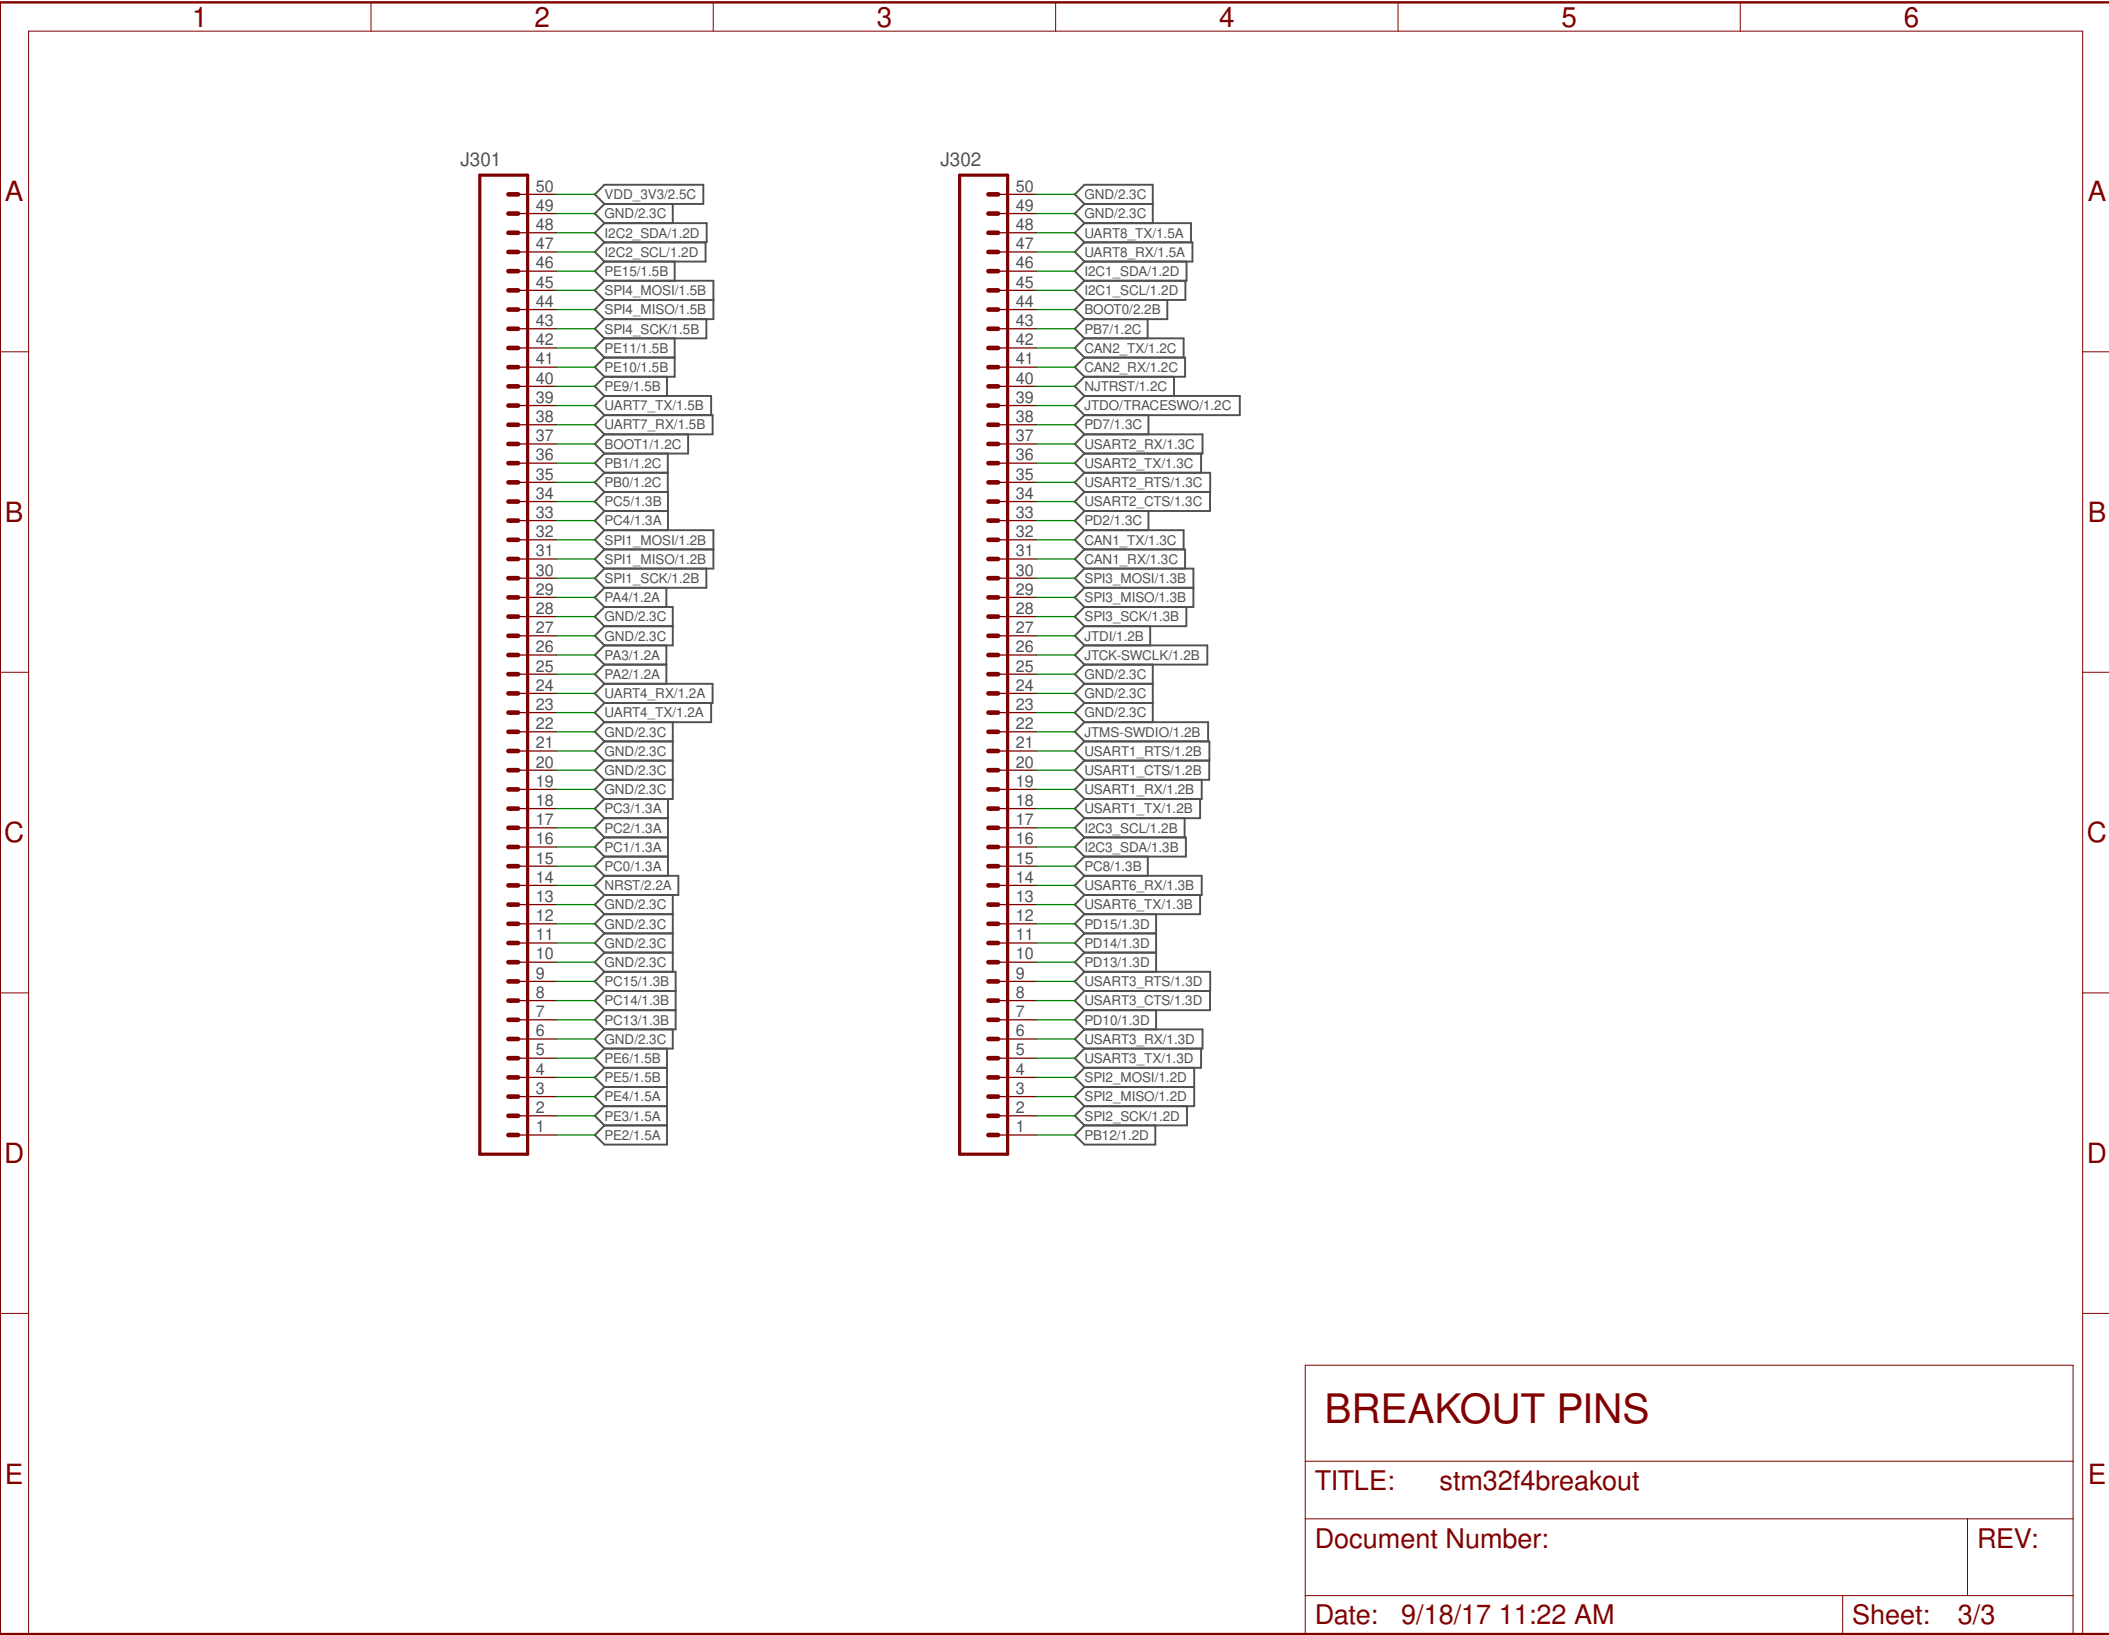 1 2 3 4 5 6
A A
B B
C C
D D
E E
J301
50 VDD_3V3/2.5C
49 GND/2.3C
48 I2C2_SDA/1.2D
47 I2C2_SCL/1.2D
46 PE15/1.5B
45 SPI4_MOSI/1.5B
44 SPI4_MISO/1.5B
43 SPI4_SCK/1.5B
42 PE11/1.5B
41 PE10/1.5B
40 PE9/1.5B
39 UART7_TX/1.5B
38 UART7_RX/1.5B
37 BOOT1/1.2C
36 PB1/1.2C
35 PB0/1.2C
34 PC5/1.3B
33 PC4/1.3A
32 SPI1_MOSI/1.2B
31 SPI1_MISO/1.2B
30 SPI1_SCK/1.2B
29 PA4/1.2A
28 GND/2.3C
27 GND/2.3C
26 PA3/1.2A
25 PA2/1.2A
24 UART4_RX/1.2A
23 UART4_TX/1.2A
22 GND/2.3C
21 GND/2.3C
20 GND/2.3C
19 GND/2.3C
18 PC3/1.3A
17 PC2/1.3A
16 PC1/1.3A
15 PC0/1.3A
14 NRST/2.2A
13 GND/2.3C
12 GND/2.3C
11 GND/2.3C
10 GND/2.3C
9 PC15/1.3B
8 PC14/1.3B
7 PC13/1.3B
6 GND/2.3C
5 PE6/1.5B
4 PE5/1.5B
3 PE4/1.5A
2 PE3/1.5A
1 PE2/1.5A
J302
50 GND/2.3C
49 GND/2.3C
48 UART8_TX/1.5A
47 UART8_RX/1.5A
46 I2C1_SDA/1.2D
45 I2C1_SCL/1.2D
44 BOOT0/2.2B
43 PB7/1.2C
42 CAN2_TX/1.2C
41 CAN2_RX/1.2C
40 NJTRST/1.2C
39 JTDO/TRACESWO/1.2C
38 PD7/1.3C
37 USART2_RX/1.3C
36 USART2_TX/1.3C
35 USART2_RTS/1.3C
34 USART2_CTS/1.3C
33 PD2/1.3C
32 CAN1_TX/1.3C
31 CAN1_RX/1.3C
30 SPI3_MOSI/1.3B
29 SPI3_MISO/1.3B
28 SPI3_SCK/1.3B
27 JTDI/1.2B
26 JTCK-SWCLK/1.2B
25 GND/2.3C
24 GND/2.3C
23 GND/2.3C
22 JTMS-SWDIO/1.2B
21 USART1_RTS/1.2B
20 USART1_CTS/1.2B
19 USART1_RX/1.2B
18 USART1_TX/1.2B
17 I2C3_SCL/1.2B
16 I2C3_SDA/1.3B
15 PC8/1.3B
14 USART6_RX/1.3B
13 USART6_TX/1.3B
12 PD15/1.3D
11 PD14/1.3D
10 PD13/1.3D
9 USART3_RTS/1.3D
8 USART3_CTS/1.3D
7 PD10/1.3D
6 USART3_RX/1.3D
5 USART3_TX/1.3D
4 SPI2_MOSI/1.2D
3 SPI2_MISO/1.2D
2 SPI2_SCK/1.2D
1 PB12/1.2D
BREAKOUT PINS
TITLE: stm32f4breakout
Document Number: REV:
Date: 9/18/17 11:22 AM Sheet: 3/3